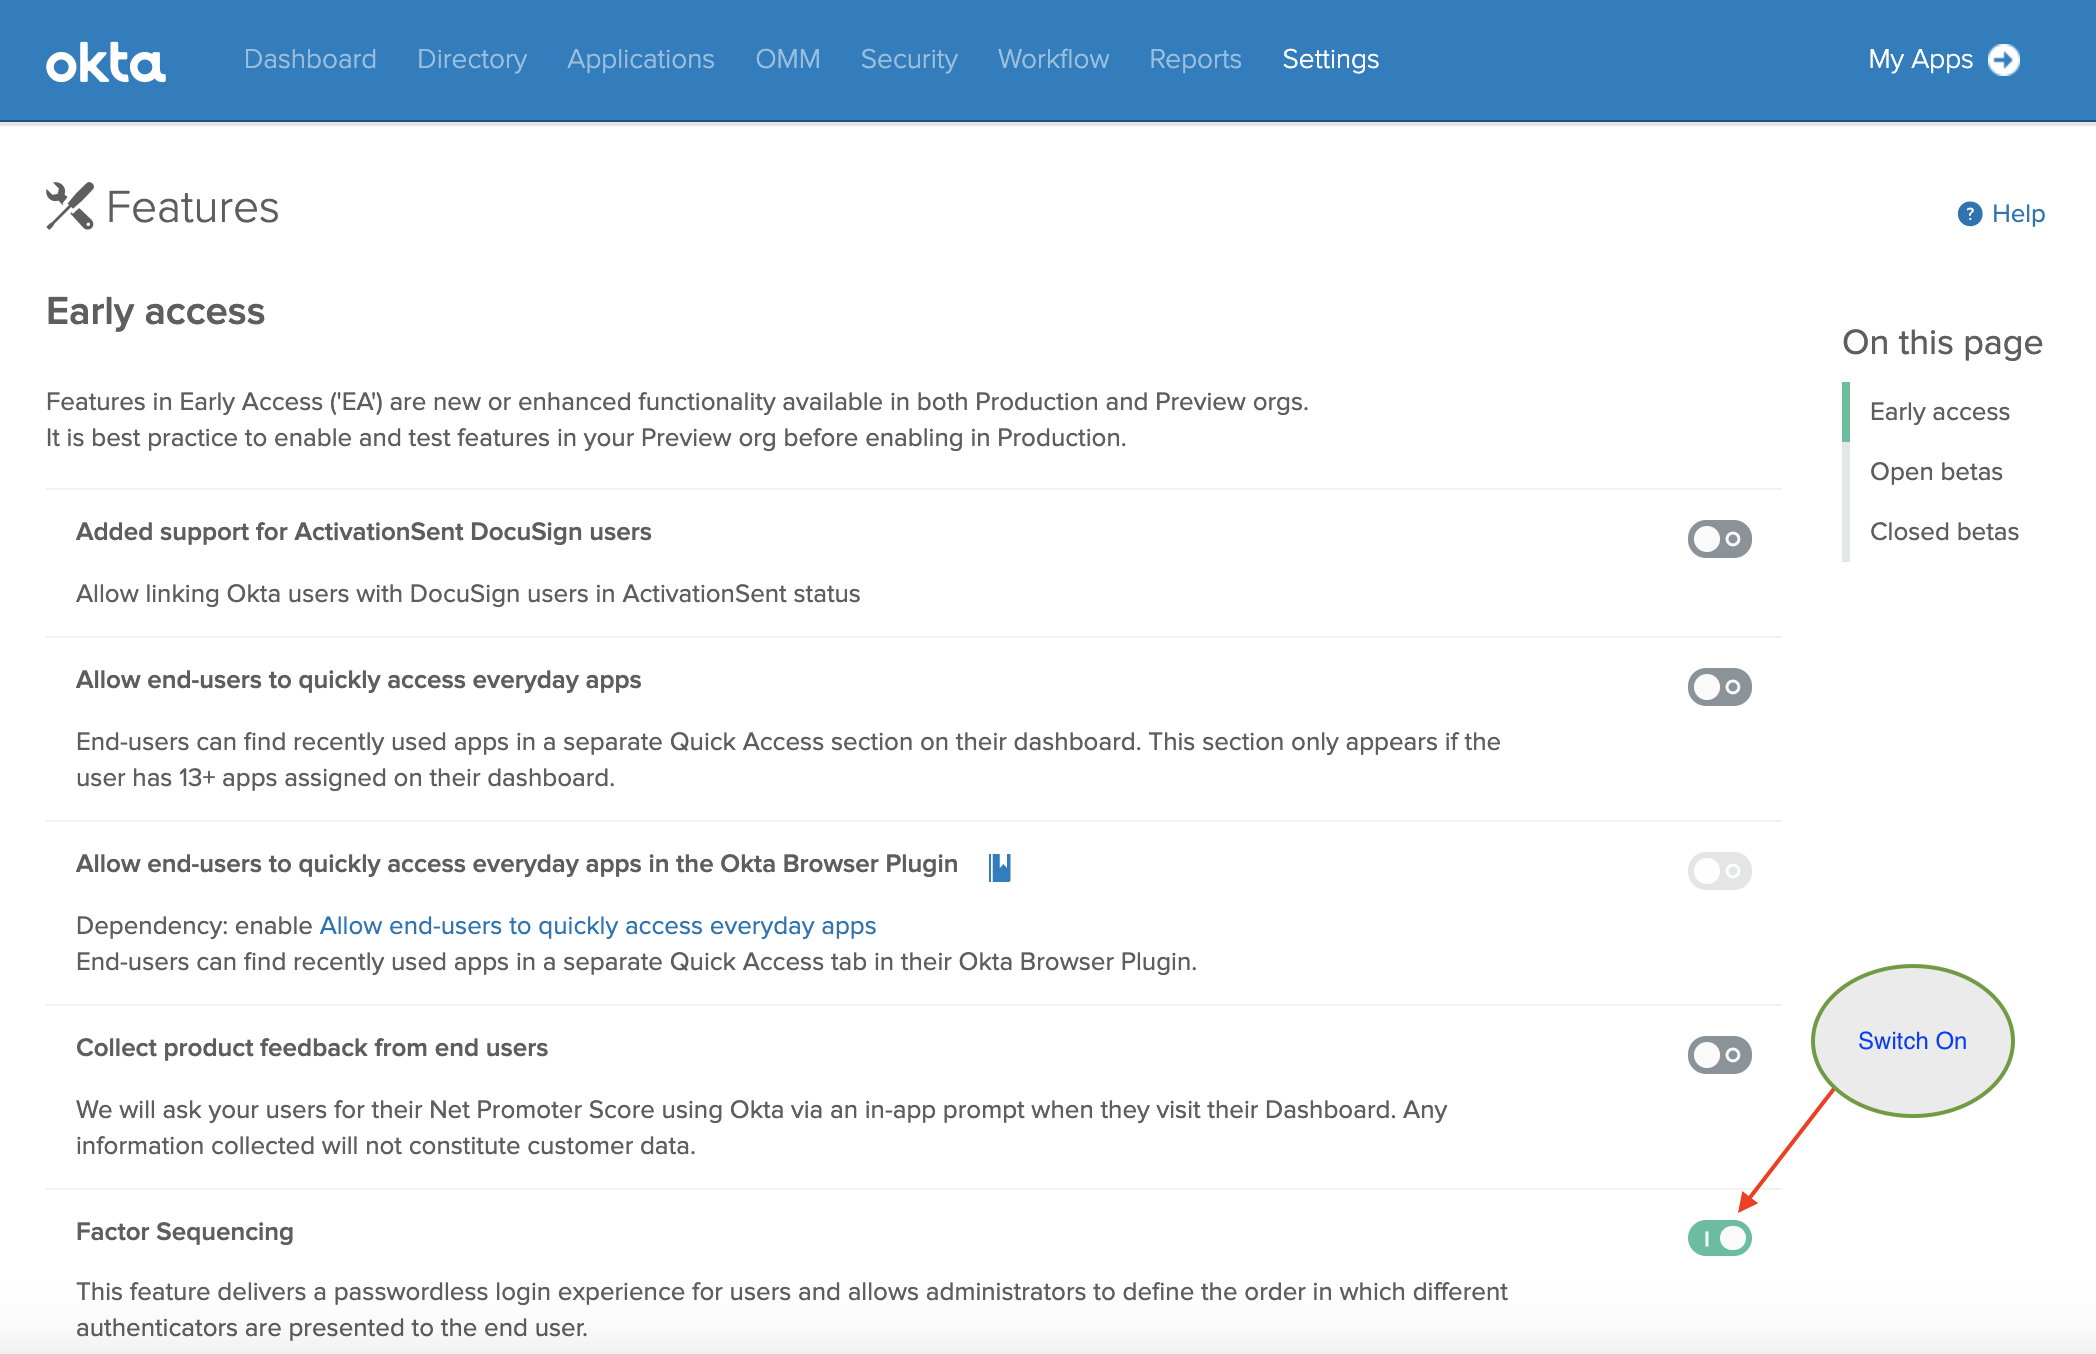 okta Dashboard Directory Applications OMM Security Workflow Reports Settings My Apps
Features
? Help
Early access
On this page
Early access
Open betas
Closed betas
Features in Early Access ('EA') are new or enhanced functionality available in both Production and Preview orgs.
It is best practice to enable and test features in your Preview org before enabling in Production.
Added support for ActivationSent DocuSign users
Allow linking Okta users with DocuSign users in ActivationSent status
Allow end-users to quickly access everyday apps
End-users can find recently used apps in a separate Quick Access section on their dashboard. This section only appears if the
user has 13+ apps assigned on their dashboard.
Allow end-users to quickly access everyday apps in the Okta Browser Plugin
Dependency: enable Allow end-users to quickly access everyday apps
End-users can find recently used apps in a separate Quick Access tab in their Okta Browser Plugin.
Collect product feedback from end users
We will ask your users for their Net Promoter Score using Okta via an in-app prompt when they visit their Dashboard. Any
information collected will not constitute customer data.
Switch On
Factor Sequencing
This feature delivers a passwordless login experience for users and allows administrators to define the order in which different
authenticators are presented to the end user.